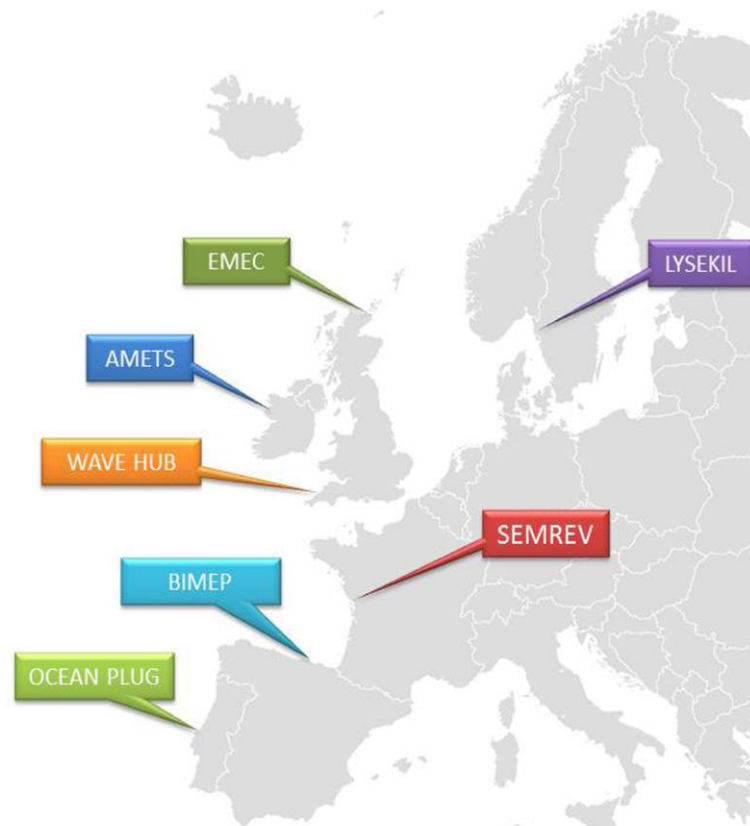 EMEC
LYSEKIL
AMETS
WAVE HUB
SEMREV
BIMEP
OCEAN PLUG